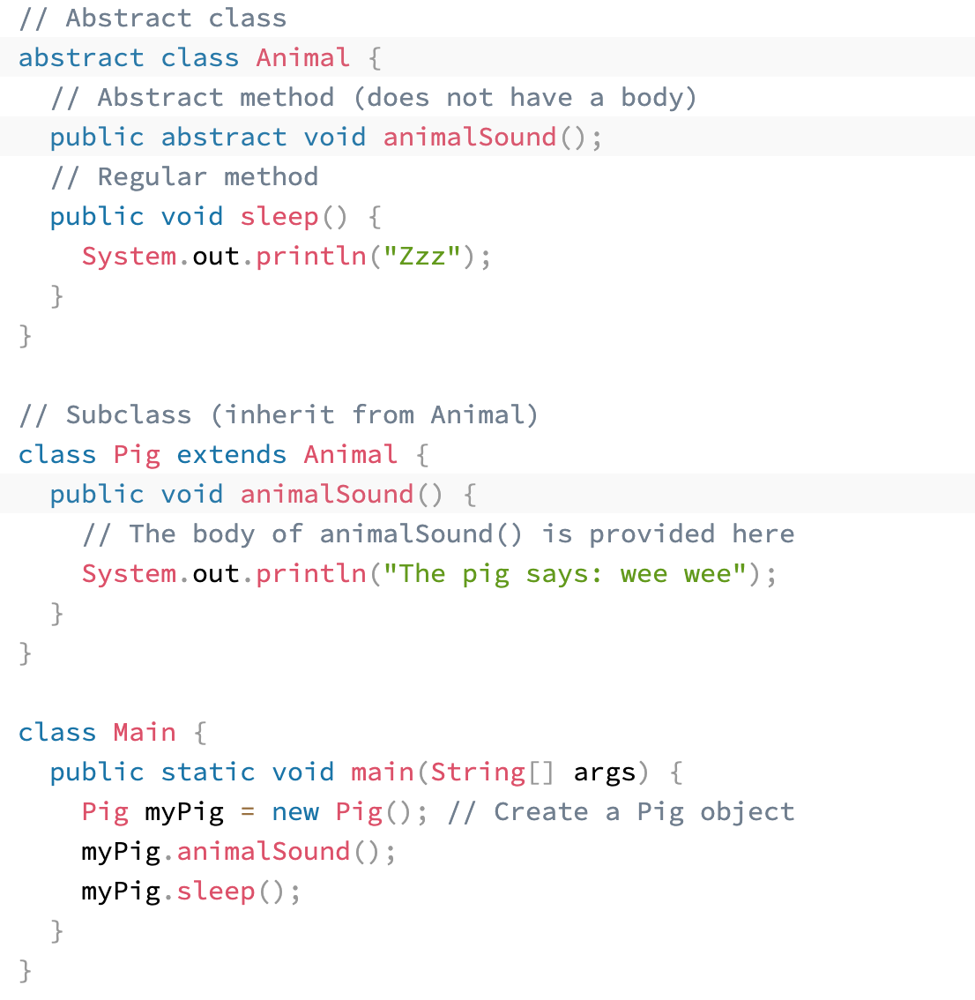 // Abstract class
abstract class Animal {
  // Abstract method (does not have a body)
  public abstract void animalSound();
  // Regular method
  public void sleep() {
    System.out.println("Zzz");
  }
}

// Subclass (inherit from Animal)
class Pig extends Animal {
  public void animalSound() {
    // The body of animalSound() is provided here
    System.out.println("The pig says: wee wee");
  }
}

class Main {
  public static void main(String[] args) {
    Pig myPig = new Pig(); // Create a Pig object
    myPig.animalSound();
    myPig.sleep();
  }
}